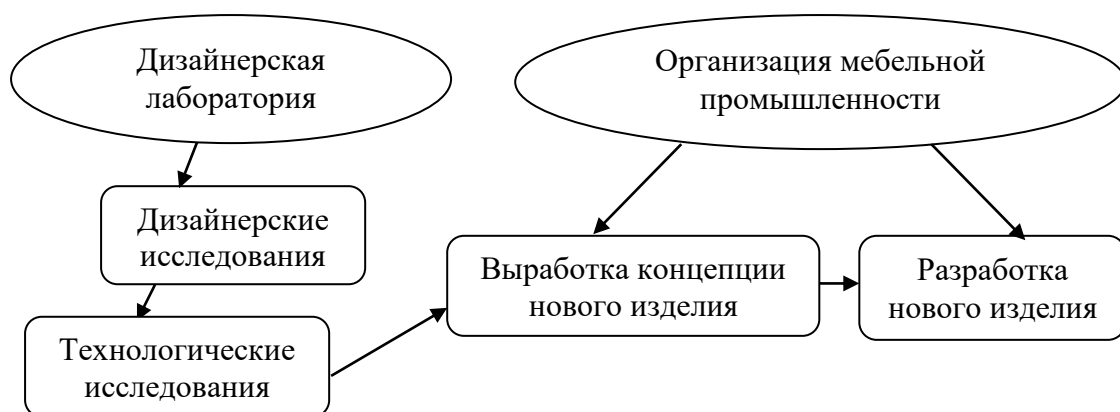 Дизайнерская
лаборатория
Организация мебельной
промышленности
Дизайнерские
исследования
Технологические
исследования
Выработка концепции
нового изделия
Разработка
нового изделия